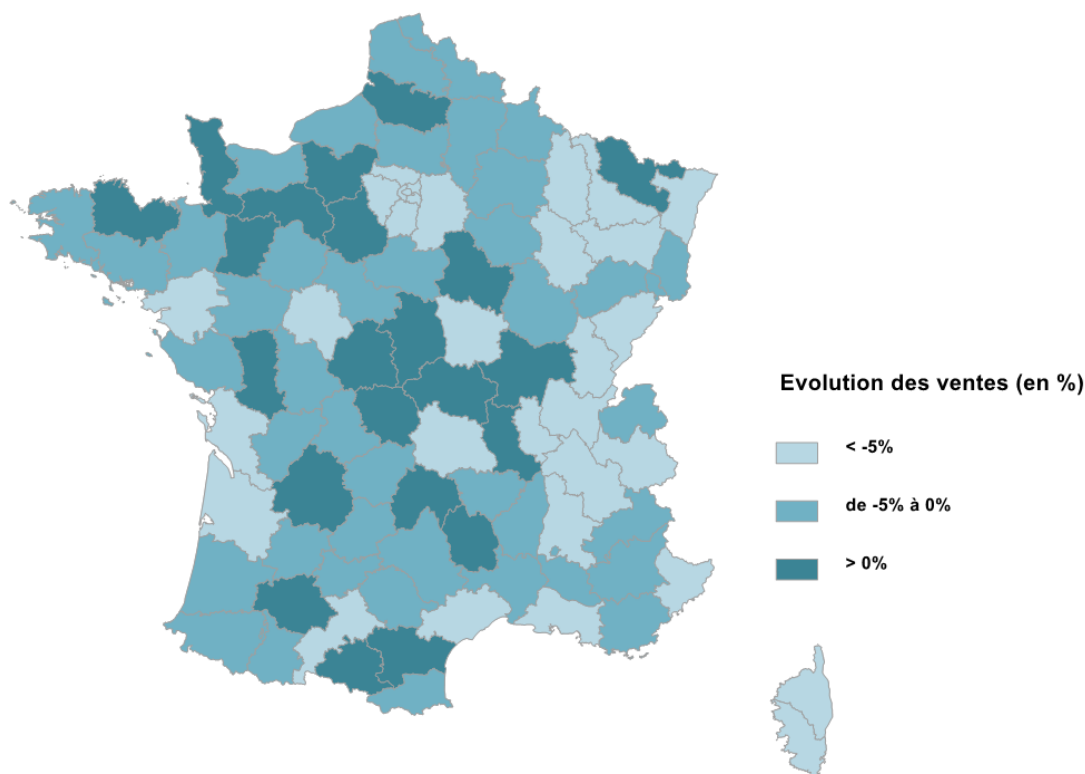 Evolution des ventes (en %)
< -5%
de -5% à 0%
> 0%